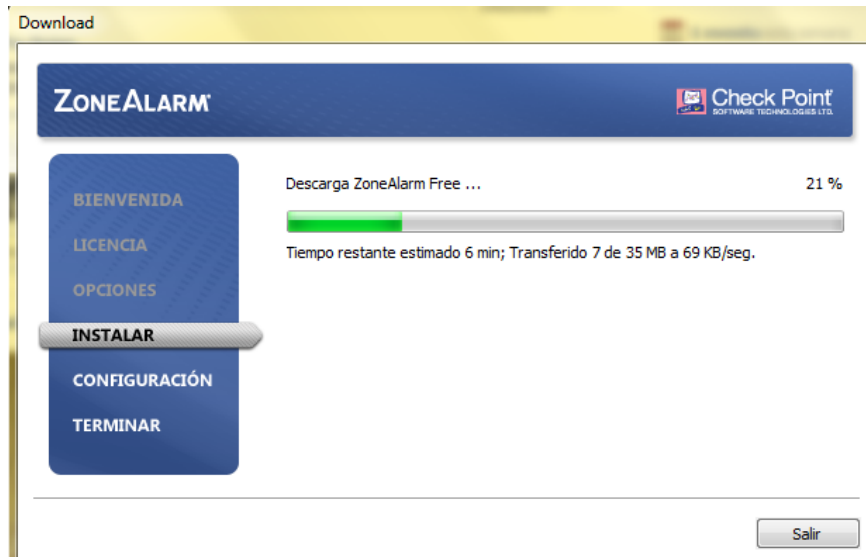 Download
ZONEALARM
Check Point
SOFTWARE TECHNOLOGIES LTD.
BIENVENIDA
LICENCIA
OPCIONES
INSTALAR
CONFIGURACIÓN
TERMINAR
Descarga ZoneAlarm Free ... 21 %
Tiempo restante estimado 6 min; Transferido 7 de 35 MB a 69 KB/seg.
Salir